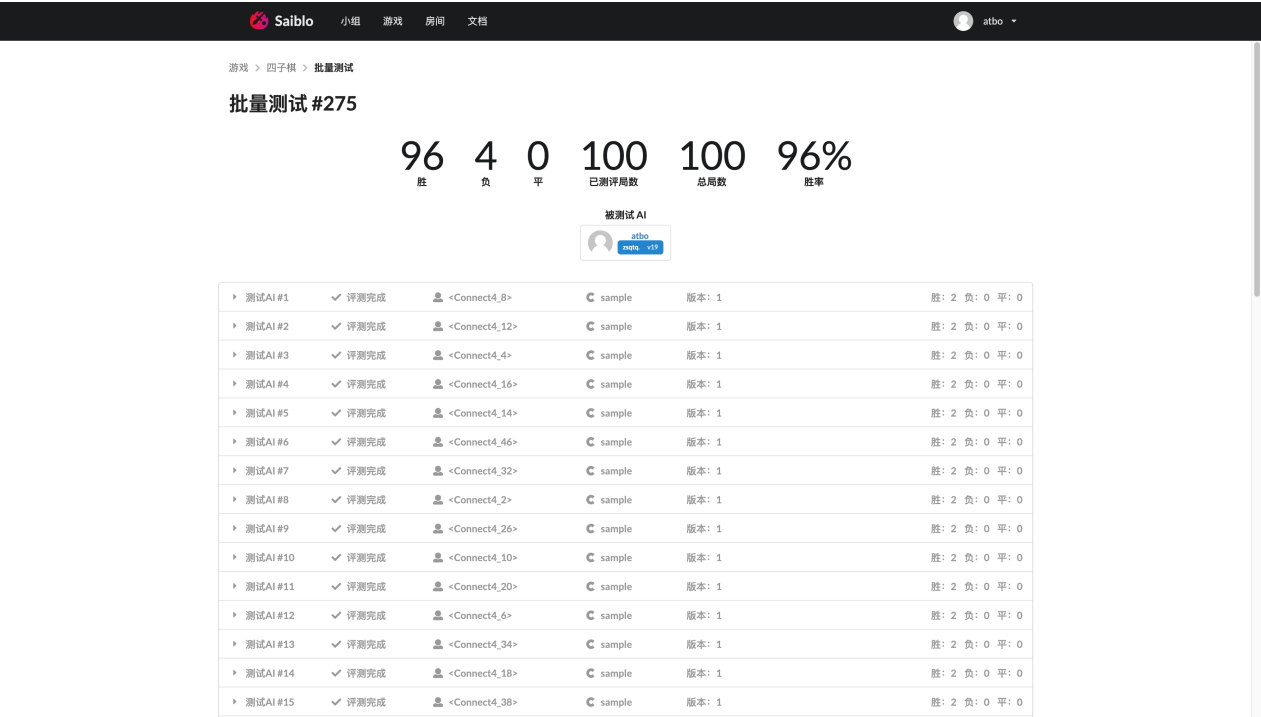 Saiblo 小组 游戏 房间 文档 atbo
游戏 四子棋 批量测试
批量测试 #275
96 4 0 100 100 96%
胜 负 平 已测评局数 总局数 胜率
被测试 AI
atbo
zsqtq. v19
测试AI #1 评测完成 <Connect4_8> C sample 版本：1 胜：2 负：0 平：0
测试AI #2 评测完成 <Connect4_12> C sample 版本：1 胜：2 负：0 平：0
测试AI #3 评测完成 <Connect4_4> C sample 版本：1 胜：2 负：0 平：0
测试AI #4 评测完成 <Connect4_16> C sample 版本：1 胜：2 负：0 平：0
测试AI #5 评测完成 <Connect4_14> C sample 版本：1 胜：2 负：0 平：0
测试AI #6 评测完成 <Connect4_46> C sample 版本：1 胜：2 负：0 平：0
测试AI #7 评测完成 <Connect4_32> C sample 版本：1 胜：2 负：0 平：0
测试AI #8 评测完成 <Connect4_2> C sample 版本：1 胜：2 负：0 平：0
测试AI #9 评测完成 <Connect4_26> C sample 版本：1 胜：2 负：0 平：0
测试AI #10 评测完成 <Connect4_10> C sample 版本：1 胜：2 负：0 平：0
测试AI #11 评测完成 <Connect4_20> C sample 版本：1 胜：2 负：0 平：0
测试AI #12 评测完成 <Connect4_6> C sample 版本：1 胜：2 负：0 平：0
测试AI #13 评测完成 <Connect4_34> C sample 版本：1 胜：2 负：0 平：0
测试AI #14 评测完成 <Connect4_18> C sample 版本：1 胜：2 负：0 平：0
测试AI #15 评测完成 <Connect4_38> C sample 版本：1 胜：2 负：0 平：0